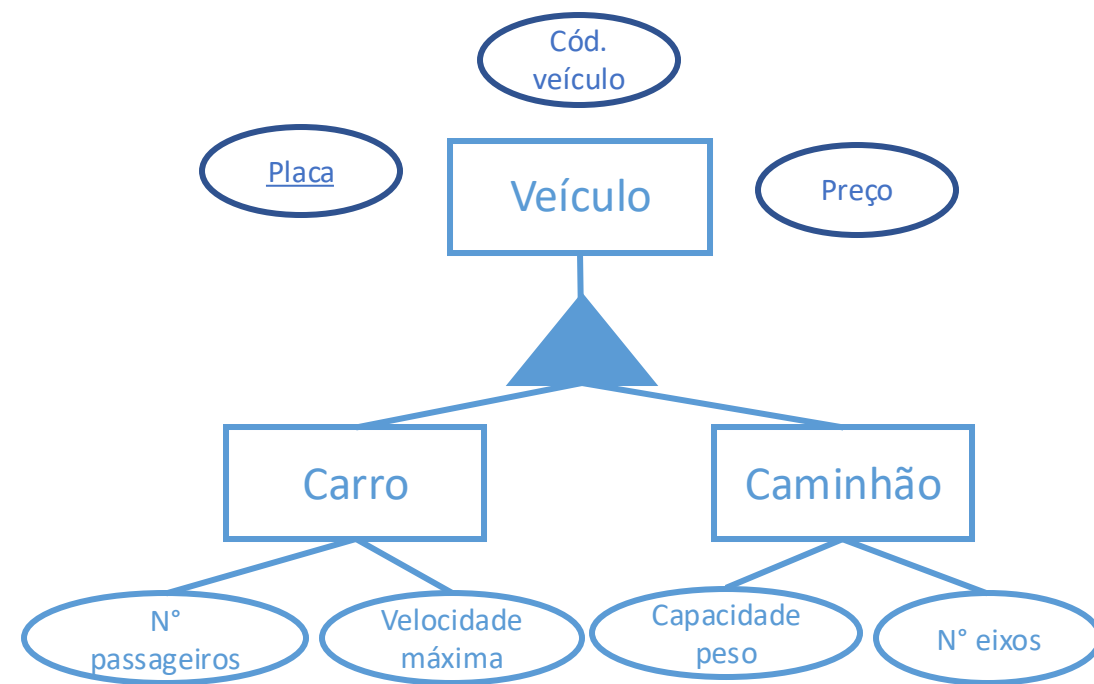 Cód.
veículo
Placa
Veículo
Preço
Carro
Caminhão
N°
passageiros
Velocidade
máxima
Capacidade
peso
N° eixos